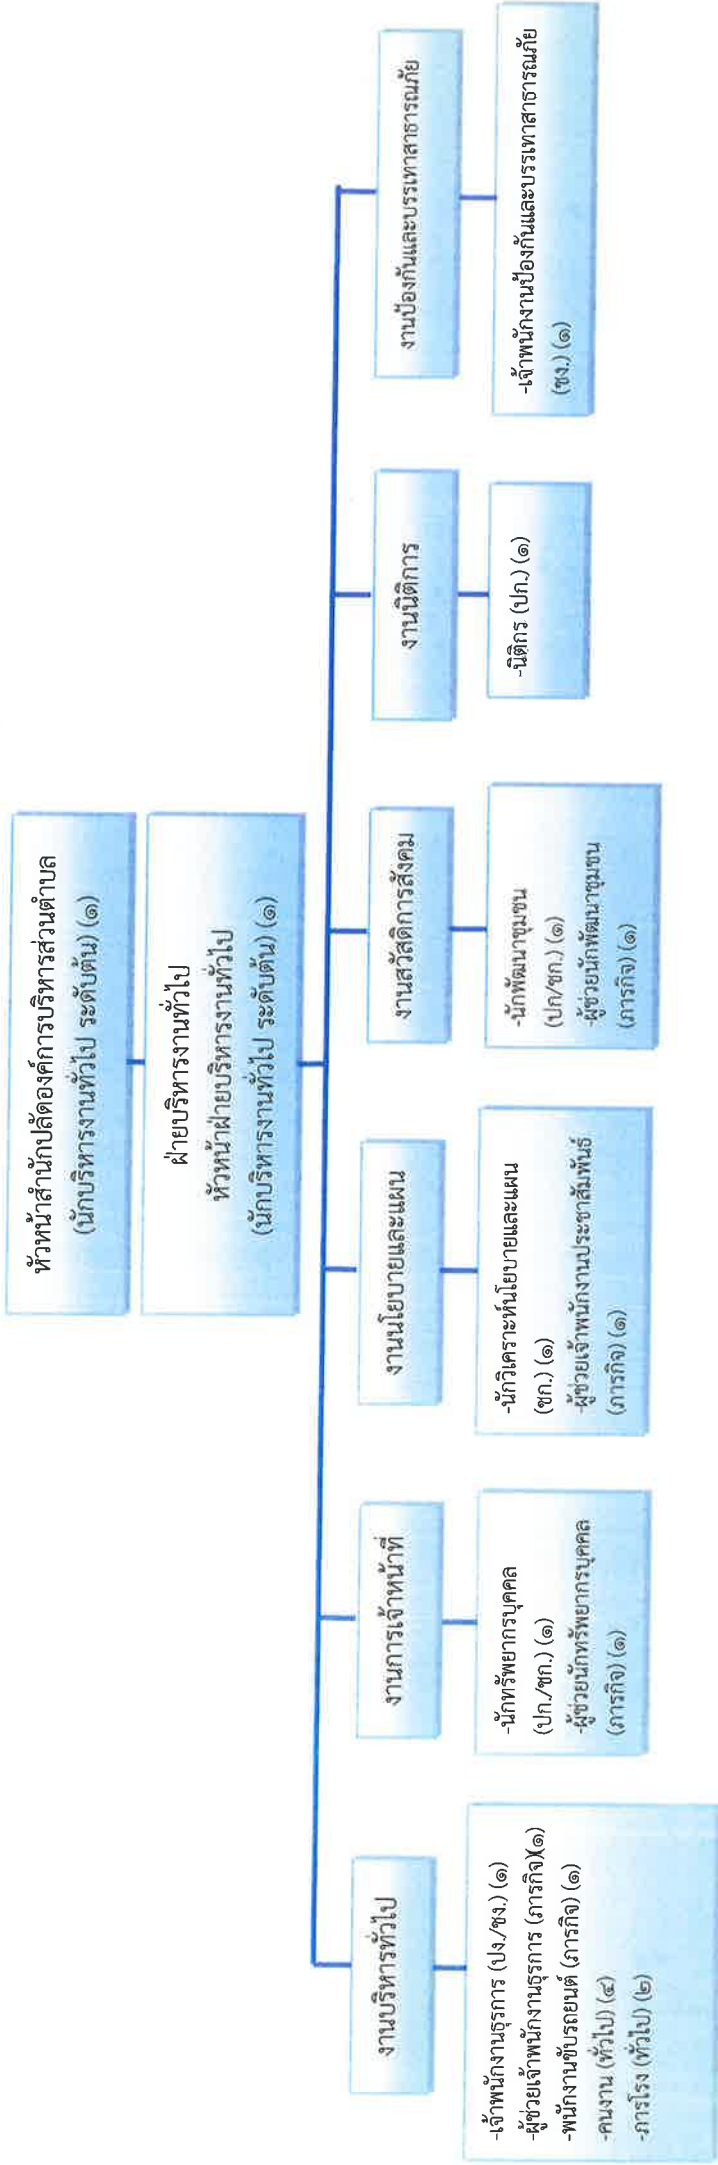 หัวหน้าสำนักปลัดองค์การบริหารส่วนตำบล
(นักบริหารงานทั่วไป ระดับต้น) (๑)
ฝ่ายบริหารงานทั่วไป
หัวหน้าฝ่ายบริหารงานทั่วไป
(นักบริหารงานทั่วไป ระดับต้น) (๑)
งานบริหารทั่วไป
-เจ้าพนักงานธุรการ (ปง./ชง.) (๑)
-ผู้ช่วยเจ้าพนักงานธุรการ (ภารกิจ)(๑)
-พนักงานขับรถยนต์ (ภารกิจ) (๑)
-คนงาน (ทั่วไป) (๔)
-ภารโรง (ทั่วไป) (๒)
งานการเจ้าหน้าที่
-นักทรัพยากรบุคคล
(ปก./ชก.) (๑)
-ผู้ช่วยนักทรัพยากรบุคคล
(ภารกิจ) (๑)
งานนโยบายและแผน
-นักวิเคราะห์นโยบายและแผน
(ชก.) (๑)
-ผู้ช่วยเจ้าพนักงานประชาสัมพันธ์
(ภารกิจ) (๑)
งานสวัสดิการสังคม
-นักพัฒนาชุมชน
(ปก/ชก.) (๑)
-ผู้ช่วยนักพัฒนาชุมชน
(ภารกิจ) (๑)
งานนิติการ
-นิติกร (ปก.) (๑)
งานป้องกันและบรรเทาสาธารณภัย
-เจ้าพนักงานป้องกันและบรรเทาสาธารณภัย
(ชง.) (๑)